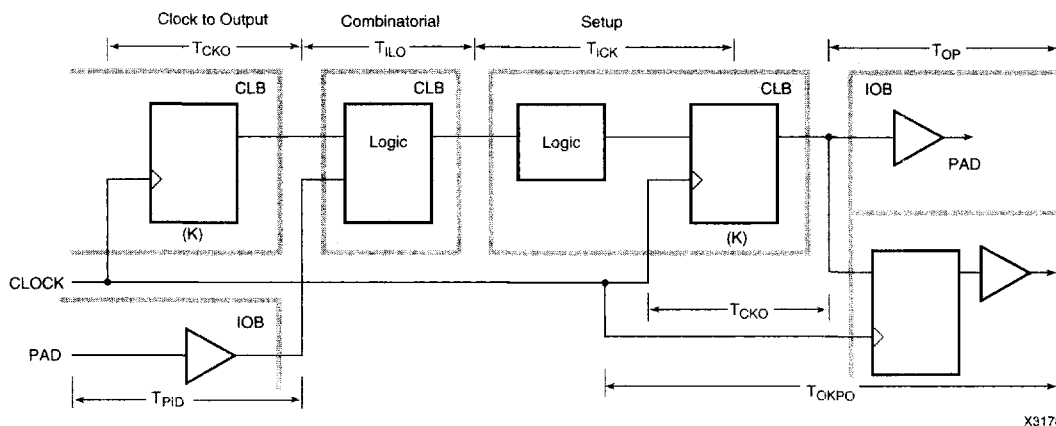 Clock to Output
Combinatorial
Setup
TCKO
TILO
TICK
TOP
CLB
CLB
CLB
IOB
Logic
Logic
PAD
(K)
(K)
CLOCK
IOB
TCKO
PAD
TPID
TOKPO